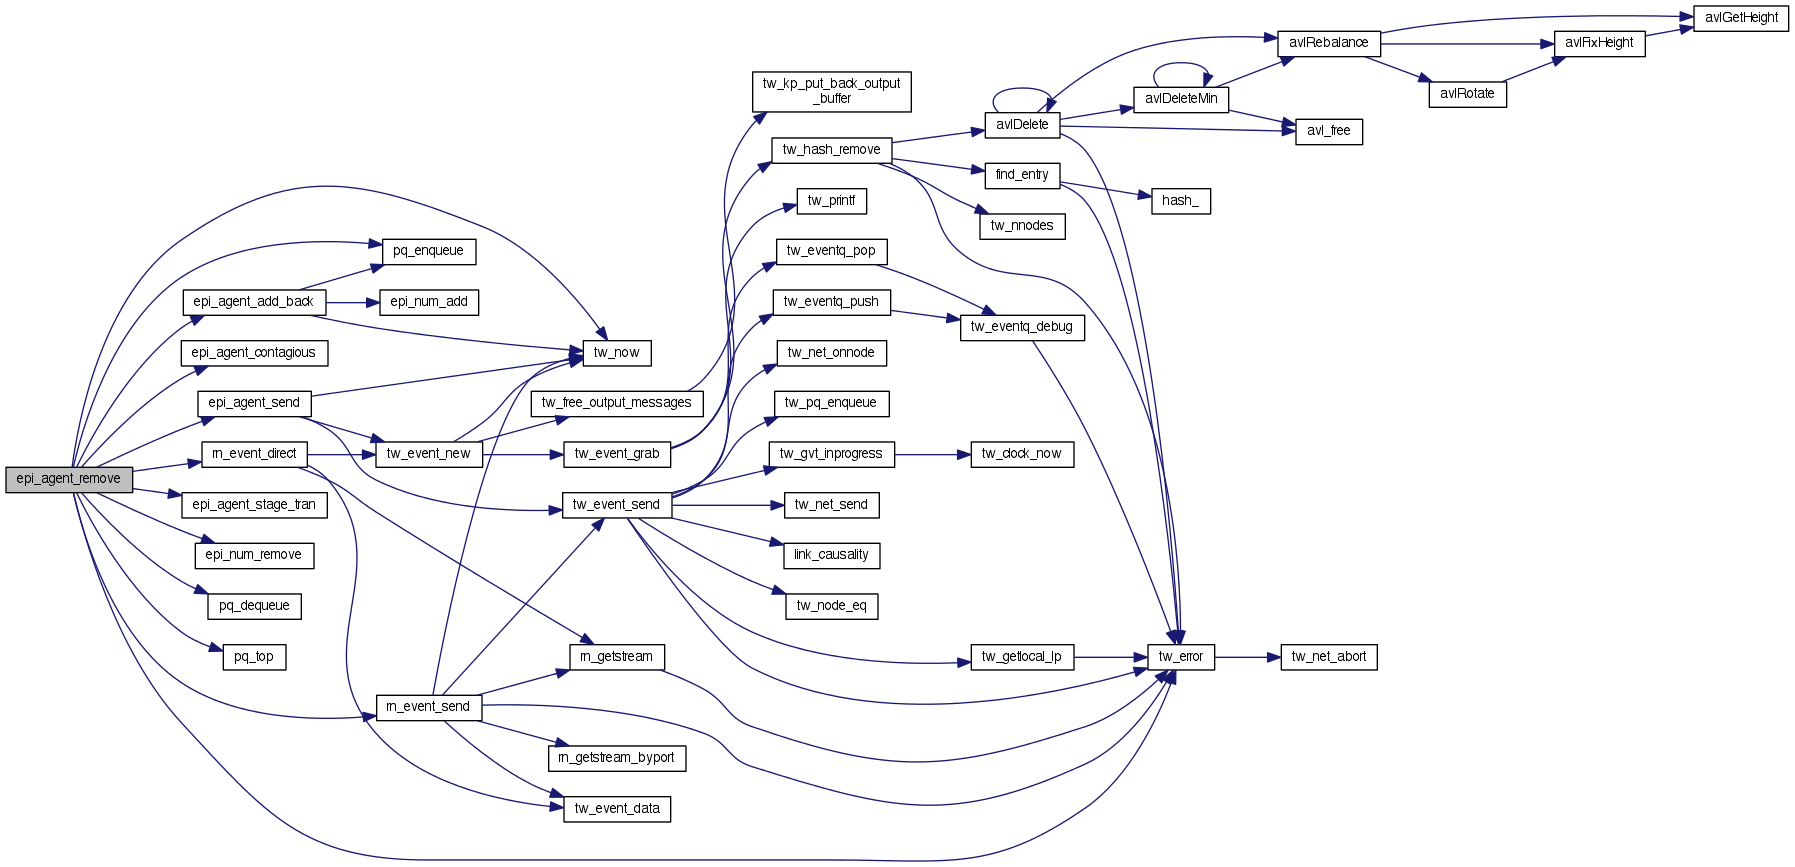 epi_agent_remove
pq_enqueue
epi_agent_add_back
epi_num_add
epi_agent_contagious
tw_now
epi_agent_send
rn_event_direct
tw_event_new
epi_agent_stage_tran
epi_num_remove
pq_dequeue
pq_top
rn_event_send
tw_free_output_messages
tw_event_grab
tw_event_send
rn_getstream
rn_getstream_byport
tw_event_data
tw_kp_put_back_output
_buffer
tw_hash_remove
tw_printf
tw_eventq_pop
tw_eventq_push
tw_net_onnode
tw_pq_enqueue
tw_gvt_inprogress
tw_net_send
link_causality
tw_node_eq
avlDelete
find_entry
tw_nnodes
tw_eventq_debug
tw_clock_now
tw_getlocal_lp
avlDeleteMin
hash_
tw_error
avlRebalance
avl_free
tw_net_abort
avlRotate
avlFixHeight
avlGetHeight